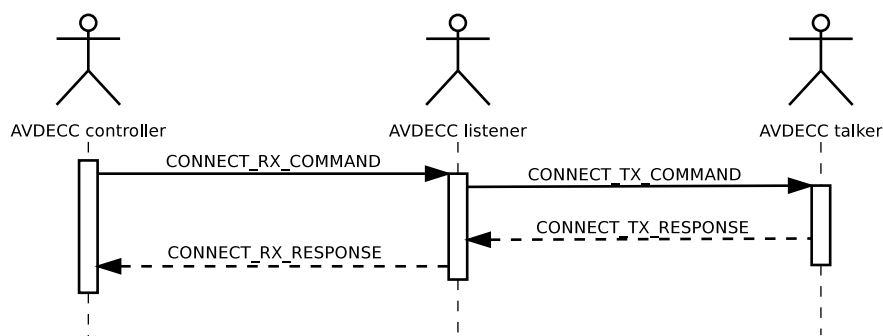 AVDECC controller
AVDECC listener
AVDECC talker
CONNECT_RX_COMMAND
CONNECT_TX_COMMAND
CONNECT_TX_RESPONSE
CONNECT_RX_RESPONSE